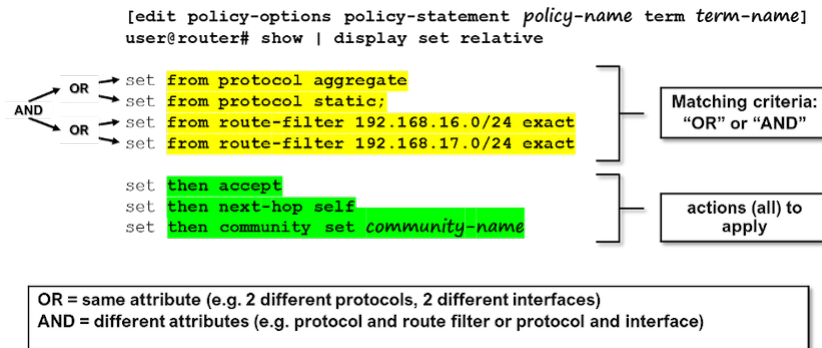 [edit policy-options policy-statement policy-name term term-name]
user@router# show | display set relative
AND
OR
OR
set from protocol aggregate
set from protocol static;
set from route-filter 192.168.16.0/24 exact
set from route-filter 192.168.17.0/24 exact
Matching criteria:
“OR” or “AND”
set then accept
set then next-hop self
set then community set community-name
actions (all) to
apply
OR = same attribute (e.g. 2 different protocols, 2 different interfaces)
AND = different attributes (e.g. protocol and route filter or protocol and interface)